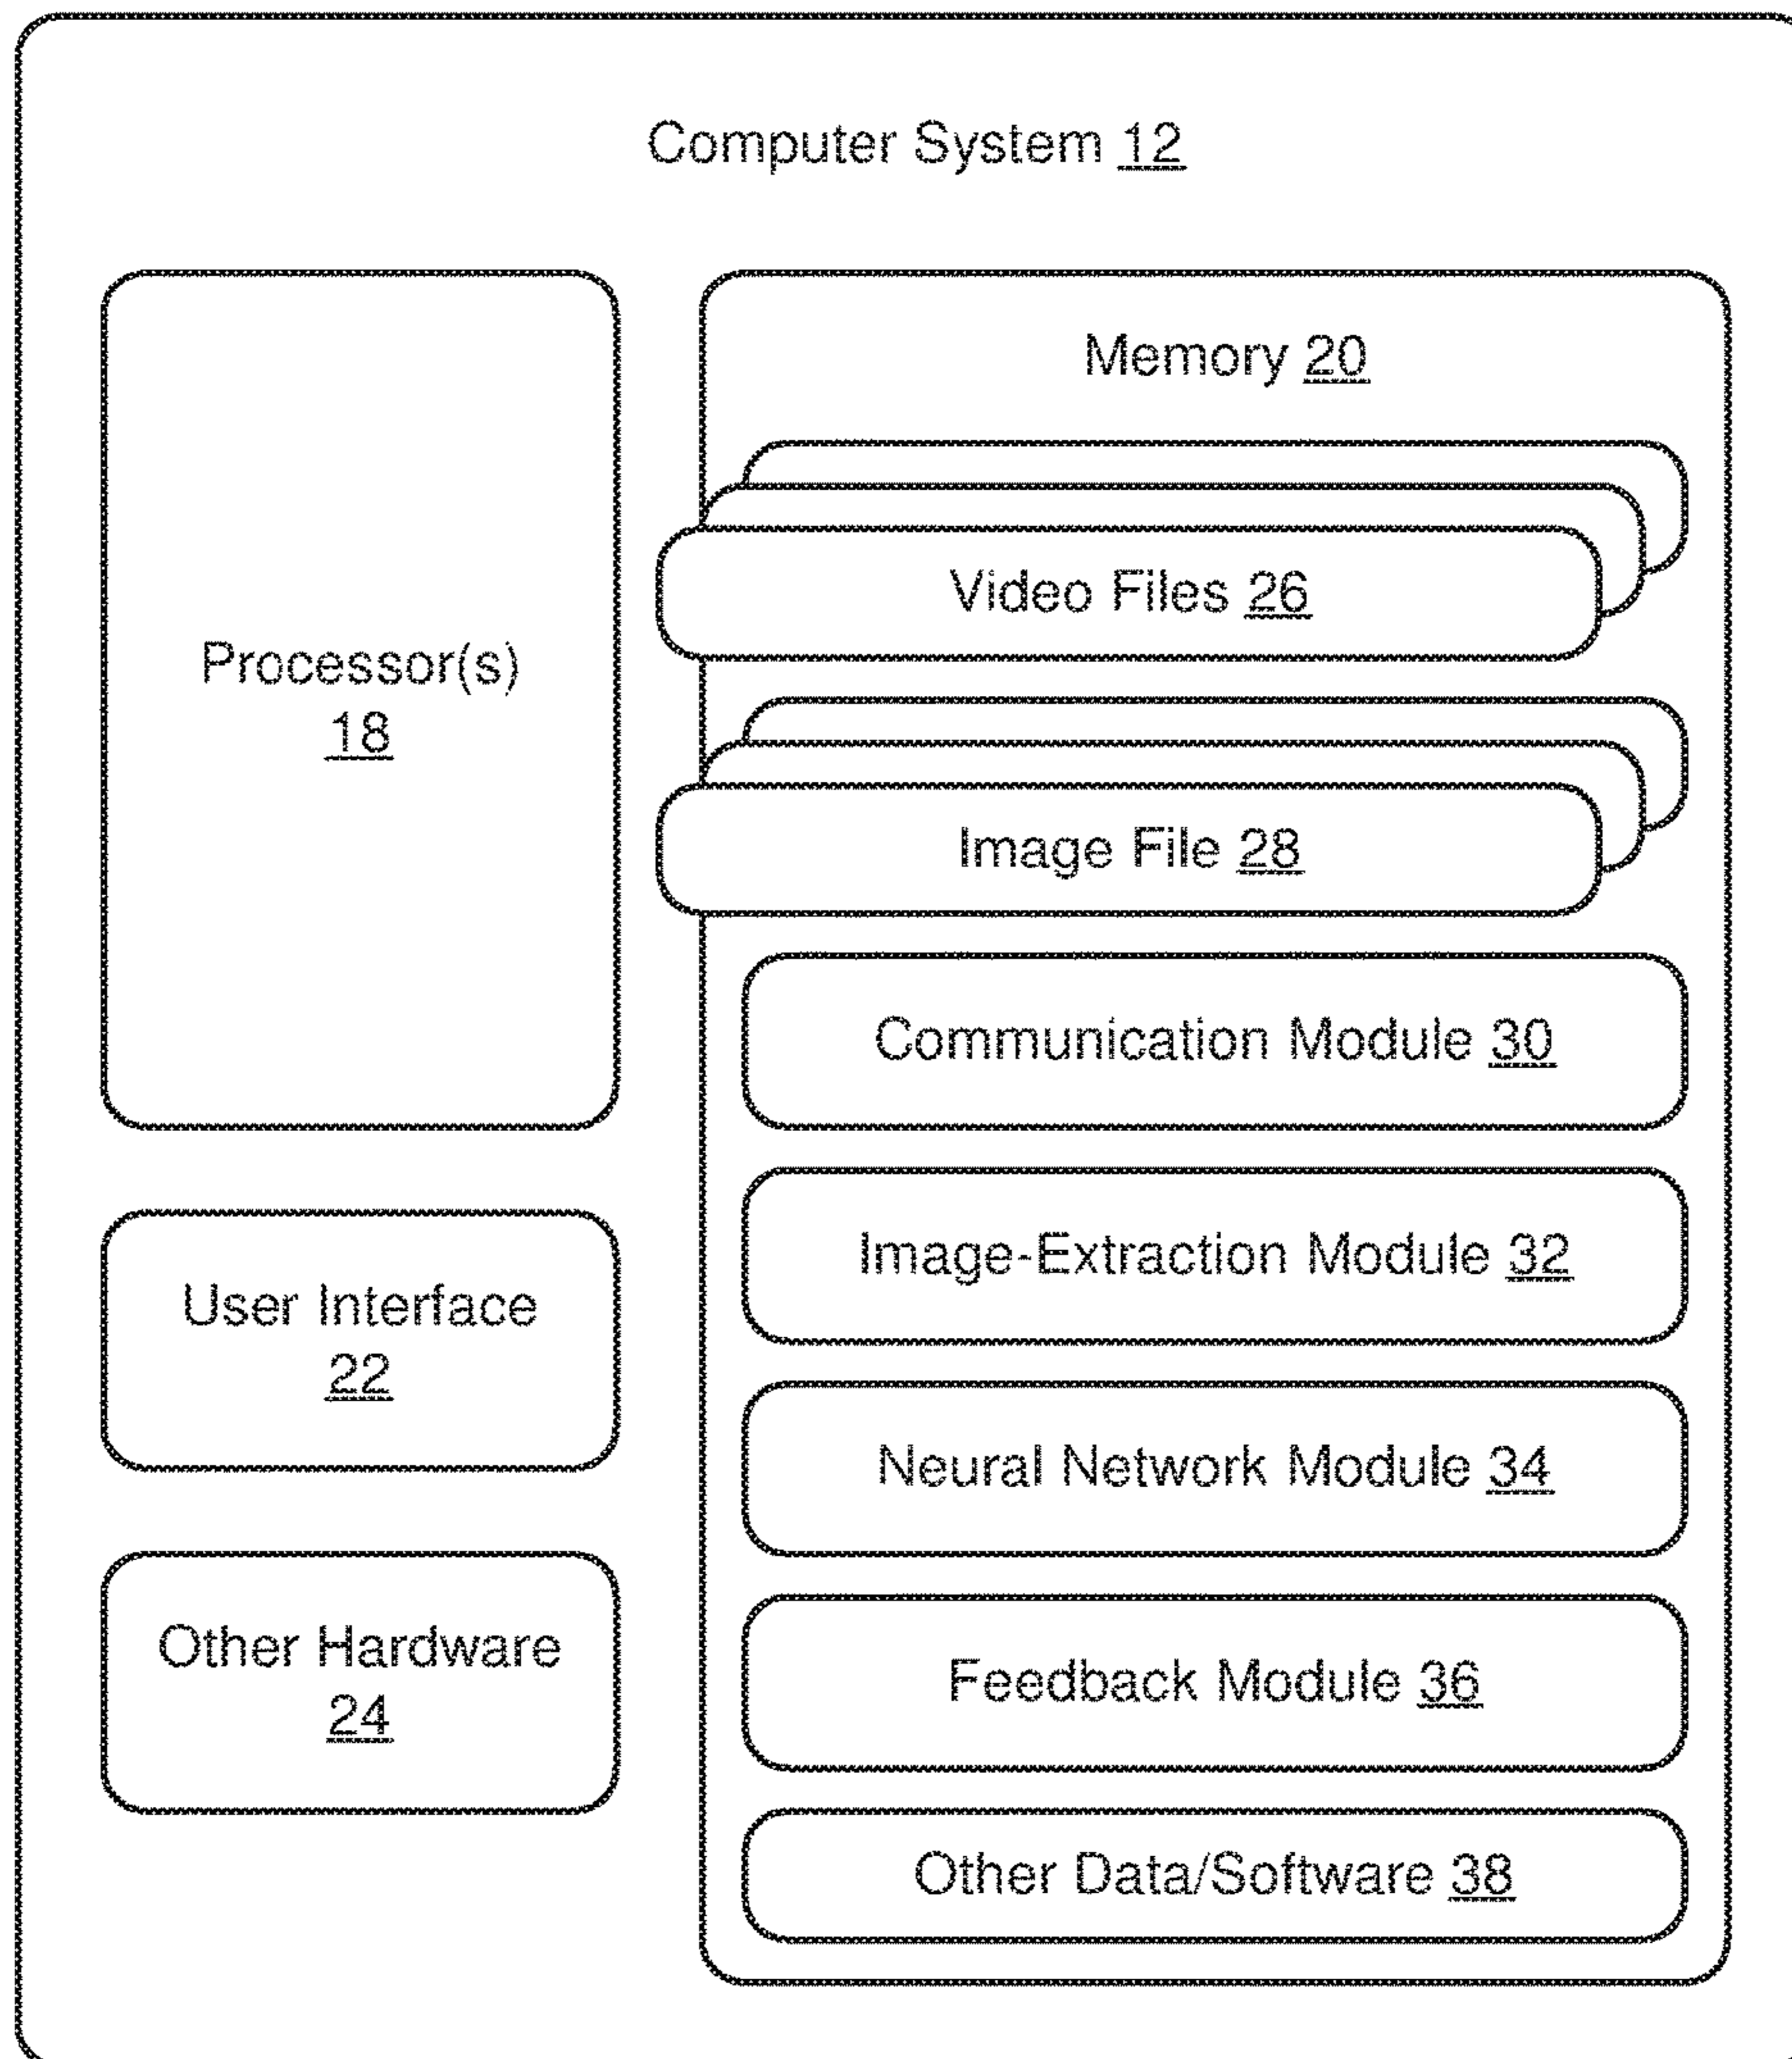 Computer System 12
Processor(s)
18
User Interface
22
Other Hardware
24
Memory 20
Video Files 26
Image File 28
Communication Module 30
Image-Extraction Module 32
Neural Network Module 34
Feedback Module 36
Other Data/Software 38